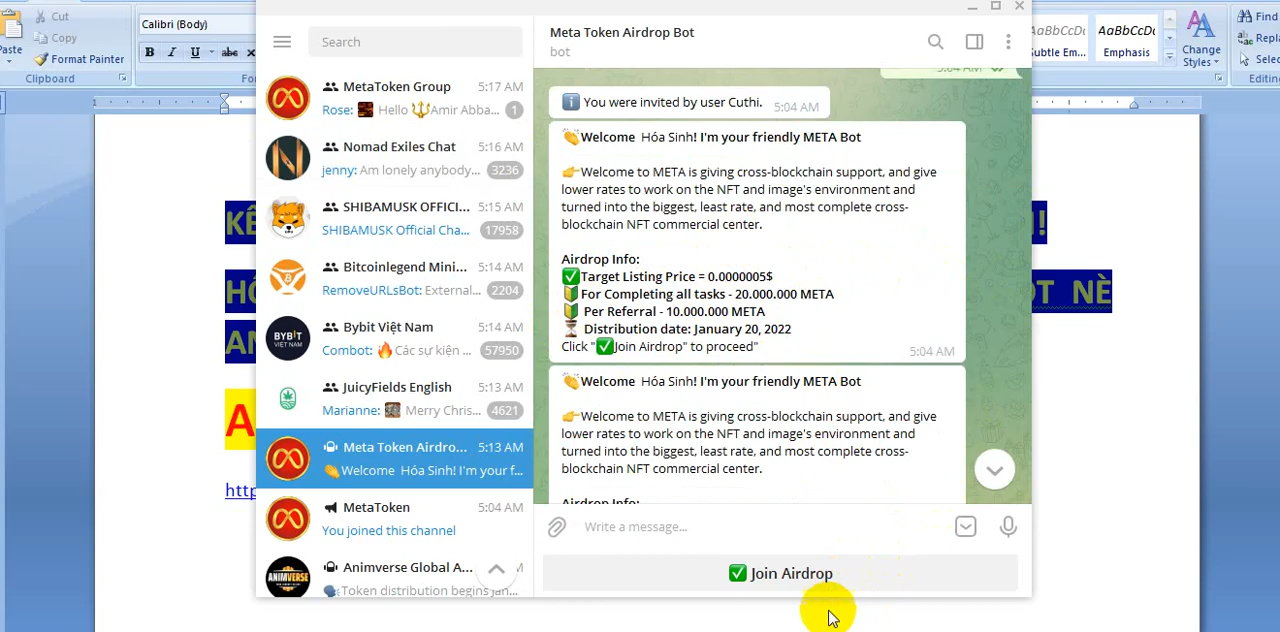 Cut
Copy
Paste
Format Painter
Clipboard
Calibri (Body)
B I U abc
Change
Styles
Emphasis
AaBbCcDc
Find
Editing
Search
MetaToken Group 5:17 AM
Rose: Hello Amir Abba... 1
Nomad Exiles Chat 5:16 AM
jenny: Am lonely anybody... 3236
SHIBAMUSK OFFICI... 5:15 AM
SHIBAMUSK Official Cha... 17958
Bitcoinlegend Mini... 5:14 AM
RemoveURLsBot: External... 2204
BYBIT
VIETNAM
Bybit Việt Nam 5:14 AM
Combot: Các sự kiện ... 57950
JuicyFields English 5:13 AM
Marianne: Merry Chris... 4621
Meta Token Airdro... 5:13 AM
Welcome Hóa Sinh! I'm your f...
MetaToken 5:04 AM
You joined this channel
ANIMVERSE
Animverse Global A...
Token distribution begins Jan...
Meta Token Airdrop Bot
bot
5:04 AM
You were invited by user Cuthi. 5:04 AM
Welcome Hóa Sinh! I'm your friendly META Bot
Welcome to META is giving cross-blockchain support, and give
lower rates to work on the NFT and image's environment and
turned into the biggest, least rate, and most complete cross-
blockchain NFT commercial center.
Airdrop Info:
Target Listing Price = 0.0000005$
For Completing all tasks - 20.000.000 META
Per Referral - 10.000.000 META
Distribution date: January 20, 2022
Click "✅Join Airdrop" to proceed"
5:04 AM
Welcome Hóa Sinh! I'm your friendly META Bot
Welcome to META is giving cross-blockchain support, and give
lower rates to work on the NFT and image's environment and
turned into the biggest, least rate, and most complete cross-
blockchain NFT commercial center.
Airdrop Info:
Write a message...
✅ Join Airdrop
NÈ
http